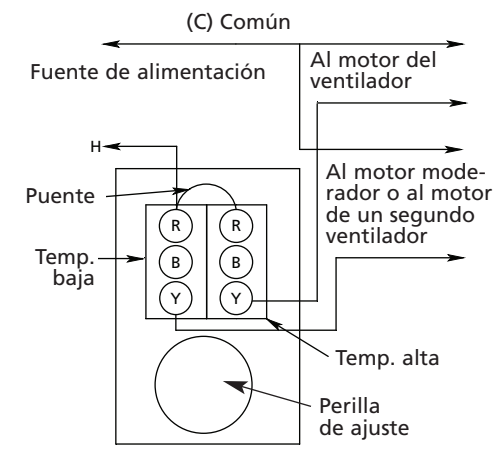 (C) Común
Fuente de alimentación
Al motor del
ventilador
H
Al motor mode-
rador o al motor
de un segundo
ventilador
Puente
R R
B B
Y Y
Temp.
baja
Temp. alta
Perilla
de ajuste